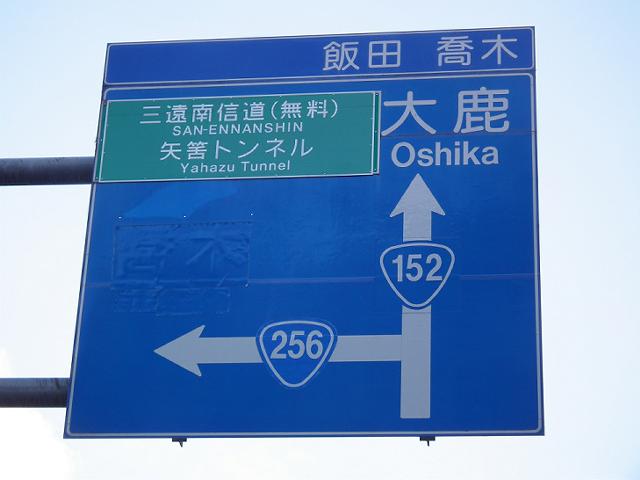 飯田 喬木
三遠南信道(無料)
SAN-ENNANSHIN
矢筈トンネル
Yahazu Tunnel
大鹿
Oshika
152
256